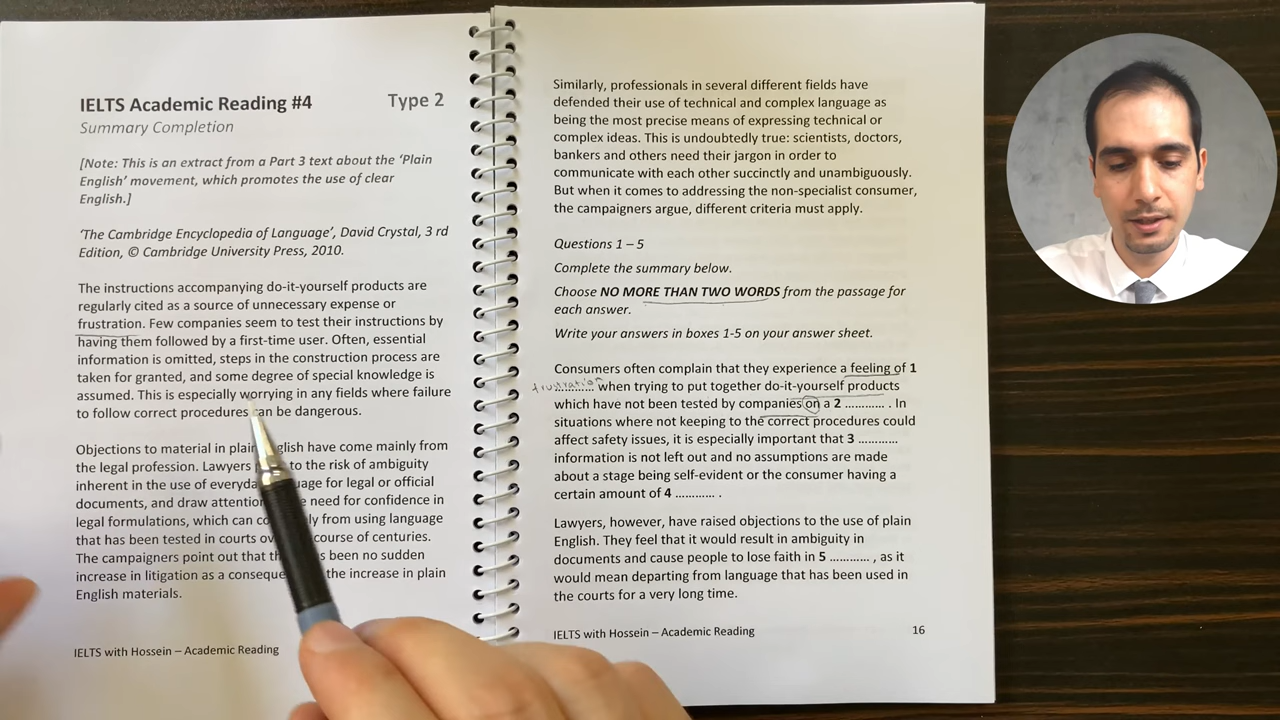 IELTS Academic Reading #4 Type 2
Summary Completion
[Note: This is an extract from a Part 3 text about the ‘Plain
English’ movement, which promotes the use of clear
English.]
‘The Cambridge Encyclopedia of Language’, David Crystal, 3 rd
Edition, © Cambridge University Press, 2010.
The instructions accompanying do-it-yourself products are
regularly cited as a source of unnecessary expense or
frustration. Few companies seem to test their instructions by
having them followed by a first-time user. Often, essential
information is omitted, steps in the construction process are
taken for granted, and some degree of special knowledge is
assumed. This is especially worrying in any fields where failure
to follow correct procedures can be dangerous.
Objections to material in plain English have come mainly from
the legal profession. Lawyers to the risk of ambiguity
inherent in the use of everyday language for legal or official
documents, and draw attention need for confidence in
legal formulations, which can from using language
that has been tested in courts course of centuries.
The campaigners point out that has been no sudden
increase in litigation as a consequence the increase in plain
English materials.
IELTS with Hossein – Academic Reading
Similarly, professionals in several different fields have
defended their use of technical and complex language as
being the most precise means of expressing technical or
complex ideas. This is undoubtedly true: scientists, doctors,
bankers and others need their jargon in order to
communicate with each other succinctly and unambiguously.
But when it comes to addressing the non-specialist consumer,
the campaigners argue, different criteria must apply.
Questions 1 – 5
Complete the summary below.
Choose NO MORE THAN TWO WORDS from the passage for
each answer.
Write your answers in boxes 1-5 on your answer sheet.
Consumers often complain that they experience a feeling of 1
frustration ............ when trying to put together do-it-yourself products
which have not been tested by companies on a 2 ............ . In
situations where not keeping to the correct procedures could
affect safety issues, it is especially important that 3 ............
information is not left out and no assumptions are made
about a stage being self-evident or the consumer having a
certain amount of 4 ............ .
Lawyers, however, have raised objections to the use of plain
English. They feel that it would result in ambiguity in
documents and cause people to lose faith in 5 ............ , as it
would mean departing from language that has been used in
the courts for a very long time.
IELTS with Hossein – Academic Reading 16